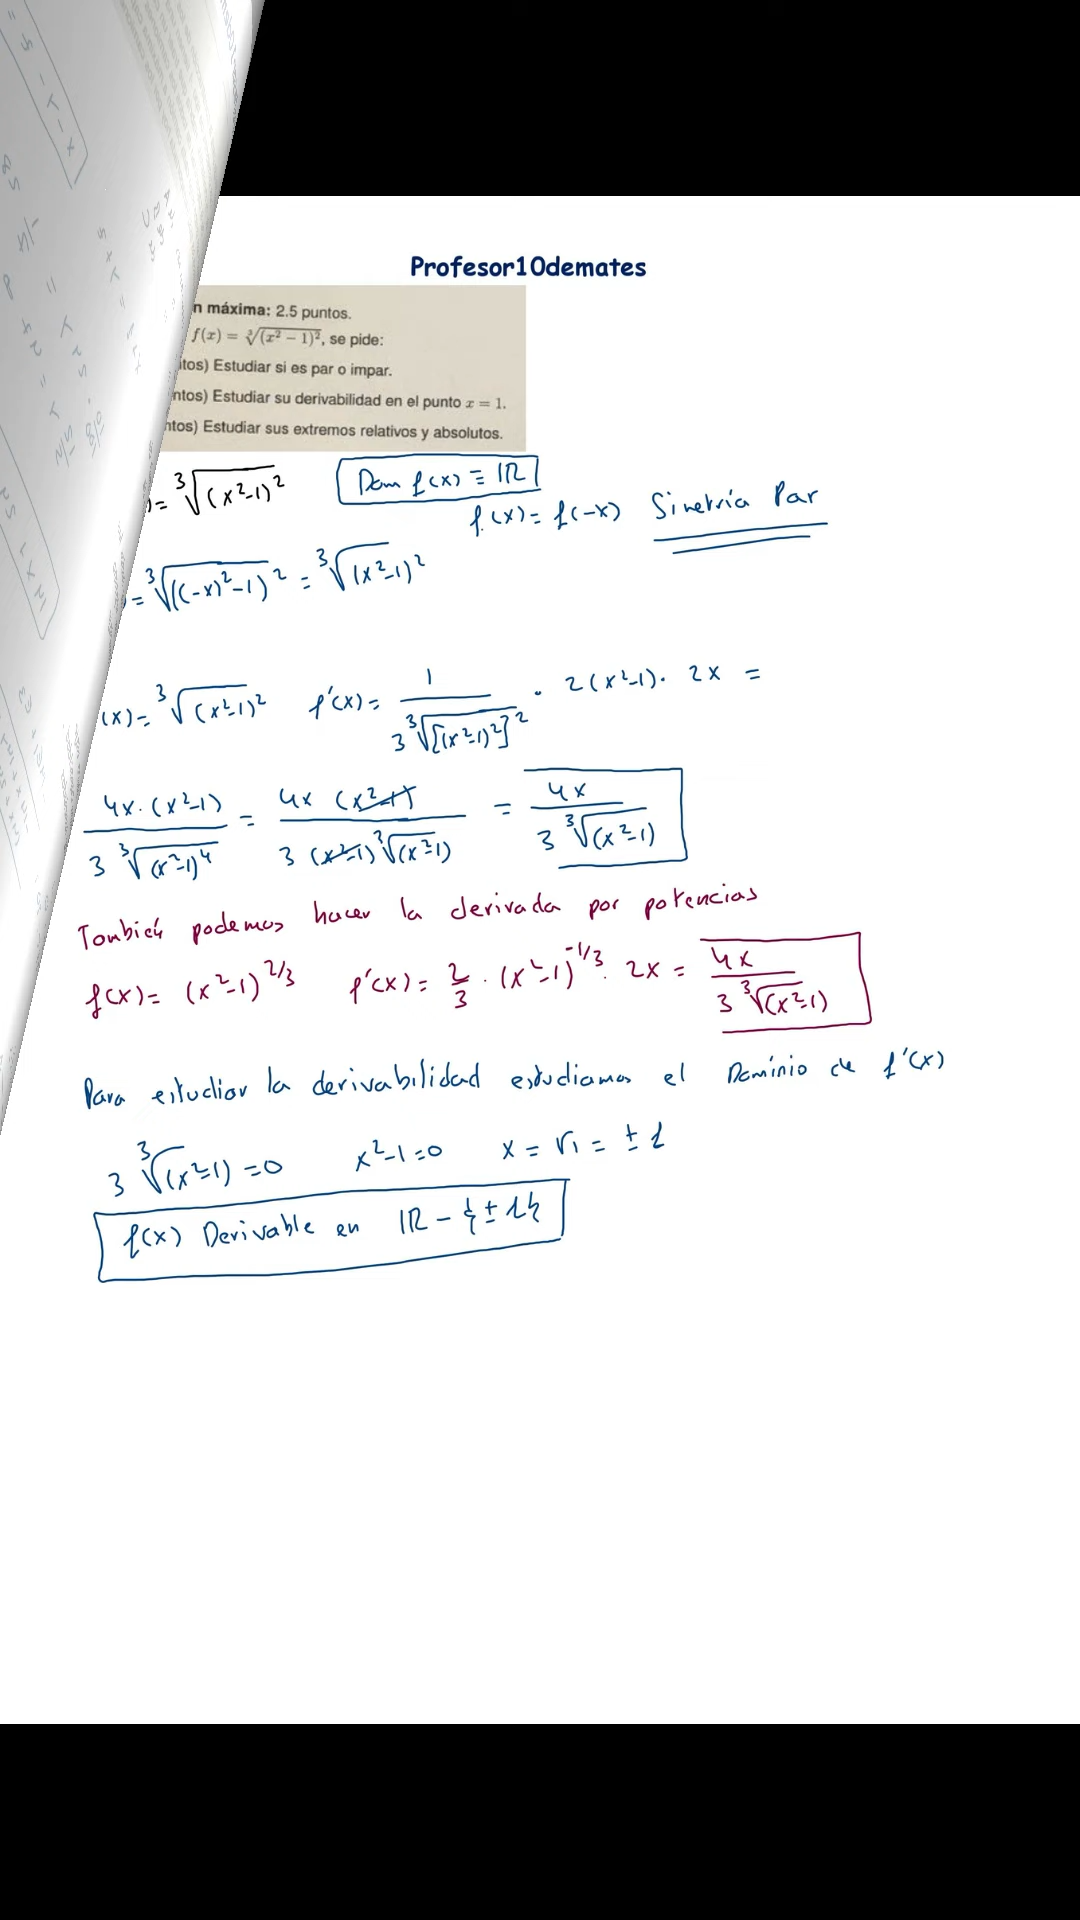 Profesor10demates
n máxima: 2.5 puntos.
f(x) = ∛(x² − 1)², se pide:
tos) Estudiar si es par o impar.
ntos) Estudiar su derivabilidad en el punto x = 1.
ntos) Estudiar sus extremos relativos y absolutos.
)= ∛(x²-1)² Dom f(x) ≡ IR
f(x) = f(-x) Simetría Par
= ∛((-x)²-1)² = ∛(x²-1)²
(x)= ∛(x²-1)² f'(x) = 1/(3∛[(x²-1)²]²) · 2(x²-1) · 2x =
4x·(x²-1)/(3∛(x²-1)⁴) = 4x(x²-1)/(3(x²-1)∛(x²-1)) = 4x/(3∛(x²-1))
También podemos hacer la derivada por potencias
f(x)= (x²-1)^2/3 f'(x) = 2/3 · (x²-1)^-1/3 · 2x = 4x/(3∛(x²-1))
Para estudiar la derivabilidad estudiamos el Dominio de f'(x)
3∛(x²-1) = 0 x²-1=0 x = √1 = ±1
f(x) Derivable en IR - {±1}